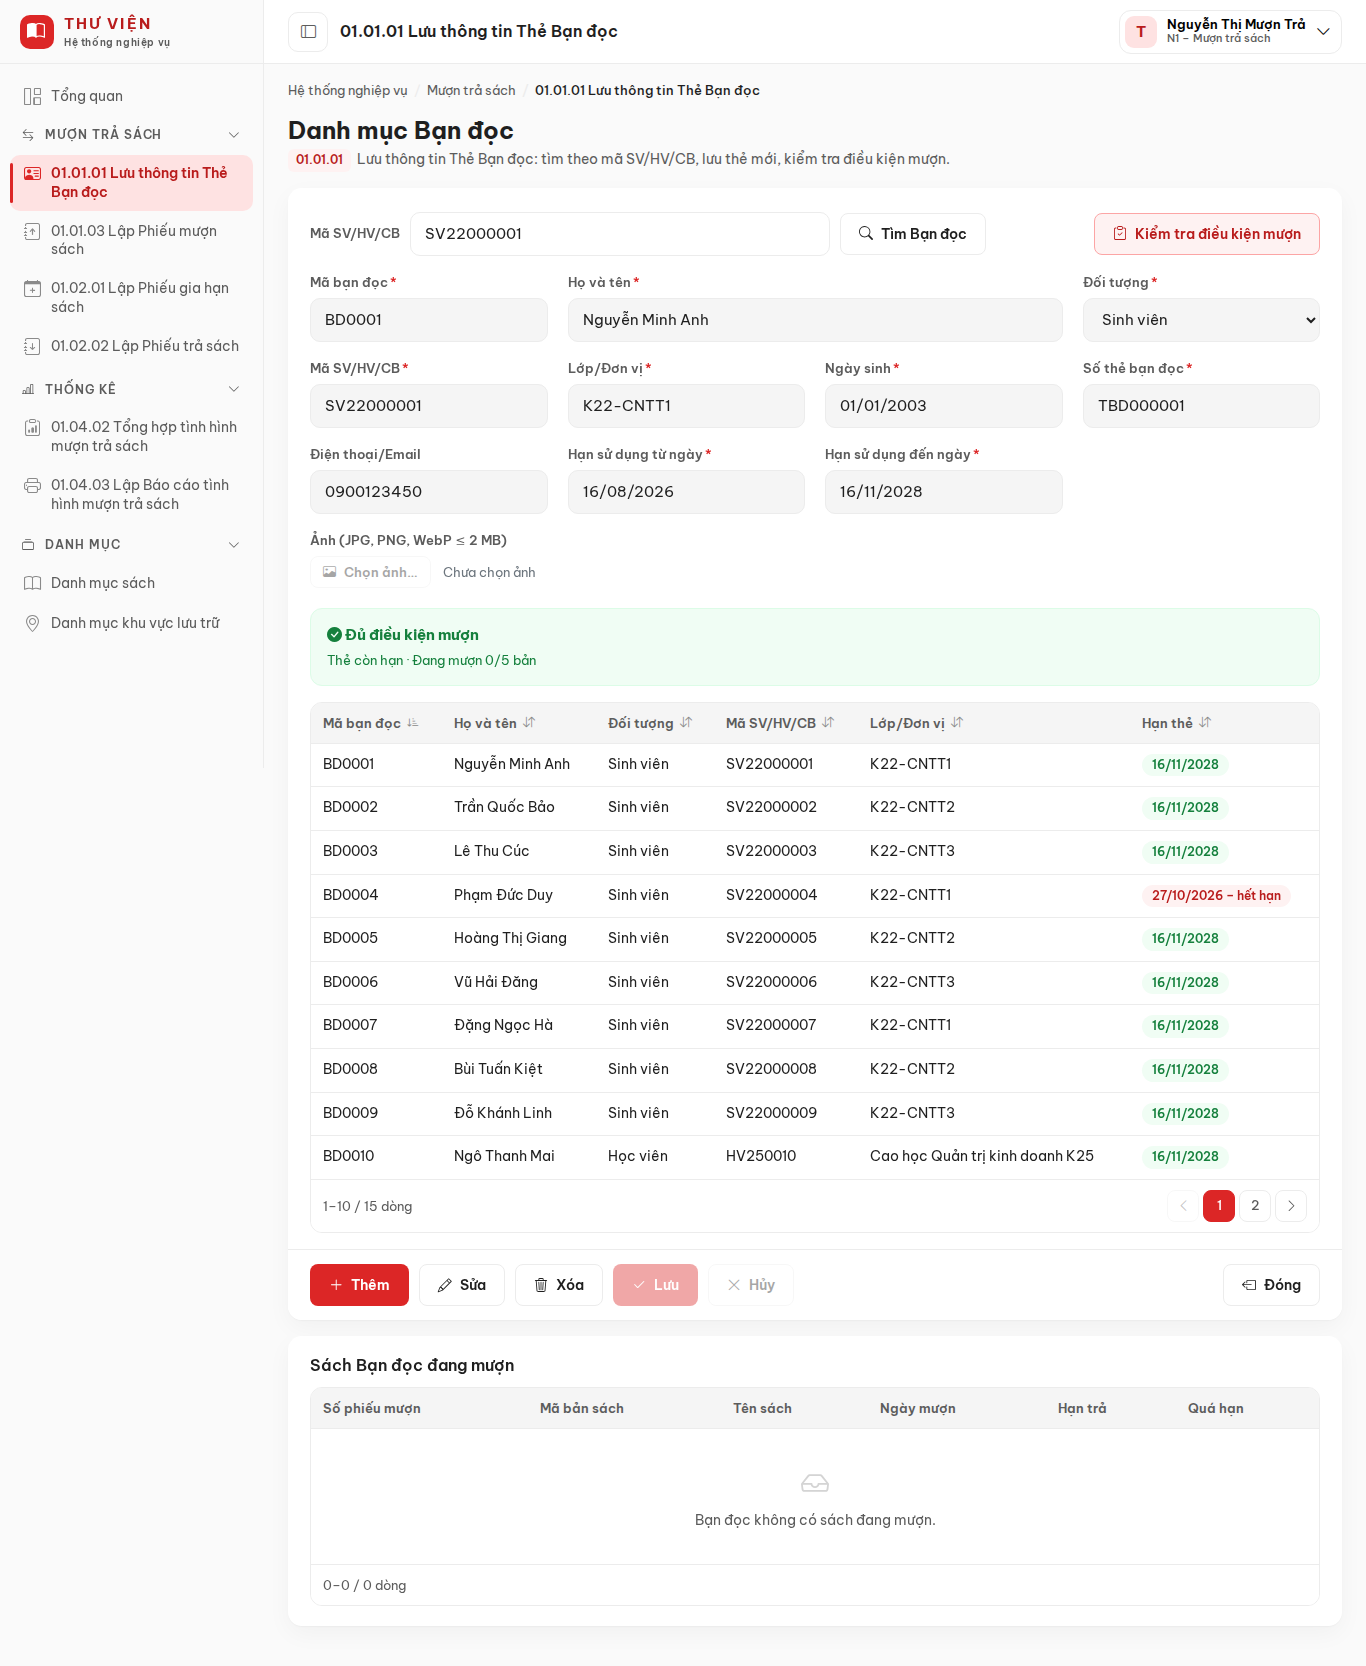 THƯ VIỆN
Hệ thống nghiệp vụ
01.01.01 Lưu thông tin Thẻ Bạn đọc
T
Nguyễn Thị Mượn Trả
N1 – Mượn trả sách
Tổng quan
MƯỢN TRẢ SÁCH
01.01.01 Lưu thông tin Thẻ
Bạn đọc
01.01.03 Lập Phiếu mượn
sách
01.02.01 Lập Phiếu gia hạn
sách
01.02.02 Lập Phiếu trả sách
THỐNG KÊ
01.04.02 Tổng hợp tình hình
mượn trả sách
01.04.03 Lập Báo cáo tình
hình mượn trả sách
DANH MỤC
Danh mục sách
Danh mục khu vực lưu trữ
Hệ thống nghiệp vụ / Mượn trả sách / 01.01.01 Lưu thông tin Thẻ Bạn đọc
Danh mục Bạn đọc
01.01.01 Lưu thông tin Thẻ Bạn đọc: tìm theo mã SV/HV/CB, lưu thẻ mới, kiểm tra điều kiện mượn.
Mã SV/HV/CB SV22000001 Tìm Bạn đọc Kiểm tra điều kiện mượn
Mã bạn đọc * Họ và tên * Đối tượng *
BD0001 Nguyễn Minh Anh Sinh viên
Mã SV/HV/CB * Lớp/Đơn vị * Ngày sinh * Số thẻ bạn đọc *
SV22000001 K22-CNTT1 01/01/2003 TBD000001
Điện thoại/Email Hạn sử dụng từ ngày * Hạn sử dụng đến ngày *
0900123450 16/08/2026 16/11/2028
Ảnh (JPG, PNG, WebP ≤ 2 MB)
Chọn ảnh... Chưa chọn ảnh
Đủ điều kiện mượn
Thẻ còn hạn · Đang mượn 0/5 bản
Mã bạn đọc Họ và tên Đối tượng Mã SV/HV/CB Lớp/Đơn vị Hạn thẻ
BD0001 Nguyễn Minh Anh Sinh viên SV22000001 K22-CNTT1 16/11/2028
BD0002 Trần Quốc Bảo Sinh viên SV22000002 K22-CNTT2 16/11/2028
BD0003 Lê Thu Cúc Sinh viên SV22000003 K22-CNTT3 16/11/2028
BD0004 Phạm Đức Duy Sinh viên SV22000004 K22-CNTT1 27/10/2026 – hết hạn
BD0005 Hoàng Thị Giang Sinh viên SV22000005 K22-CNTT2 16/11/2028
BD0006 Vũ Hải Đăng Sinh viên SV22000006 K22-CNTT3 16/11/2028
BD0007 Đặng Ngọc Hà Sinh viên SV22000007 K22-CNTT1 16/11/2028
BD0008 Bùi Tuấn Kiệt Sinh viên SV22000008 K22-CNTT2 16/11/2028
BD0009 Đỗ Khánh Linh Sinh viên SV22000009 K22-CNTT3 16/11/2028
BD0010 Ngô Thanh Mai Học viên HV250010 Cao học Quản trị kinh doanh K25 16/11/2028
1–10 / 15 dòng 1 2
Thêm Sửa Xóa Lưu Hủy Đóng
Sách Bạn đọc đang mượn
Số phiếu mượn Mã bản sách Tên sách Ngày mượn Hạn trả Quá hạn
Bạn đọc không có sách đang mượn.
0–0 / 0 dòng